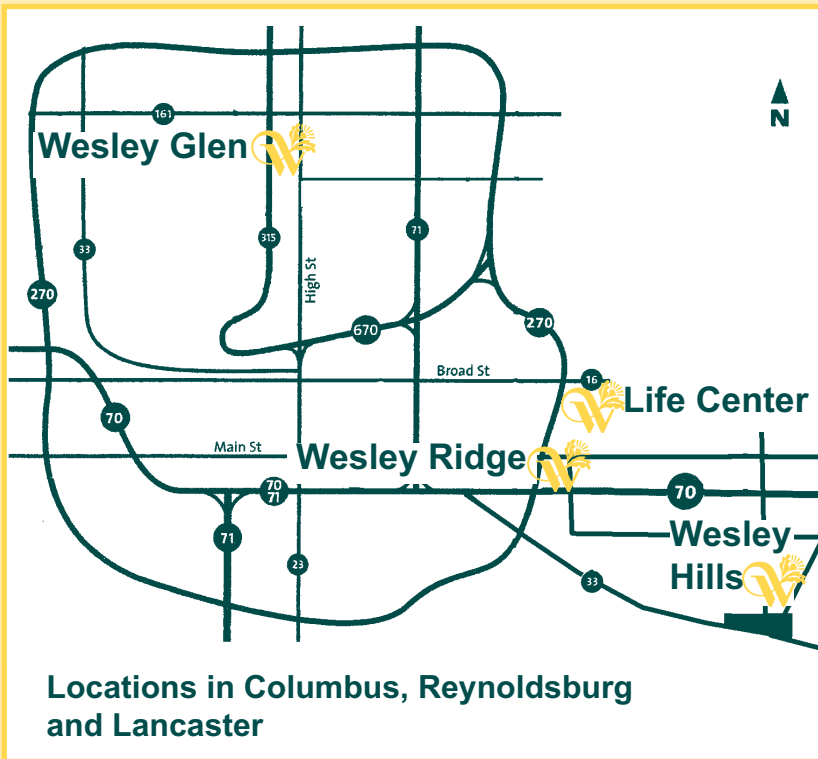 161
N
Wesley Glen
33
315
High St
71
270
670
270
Broad St
16
Life Center
70
Main St
Wesley Ridge
70
71
70
71
Wesley
Hills
23
33
Locations in Columbus, Reynoldsburg
and Lancaster